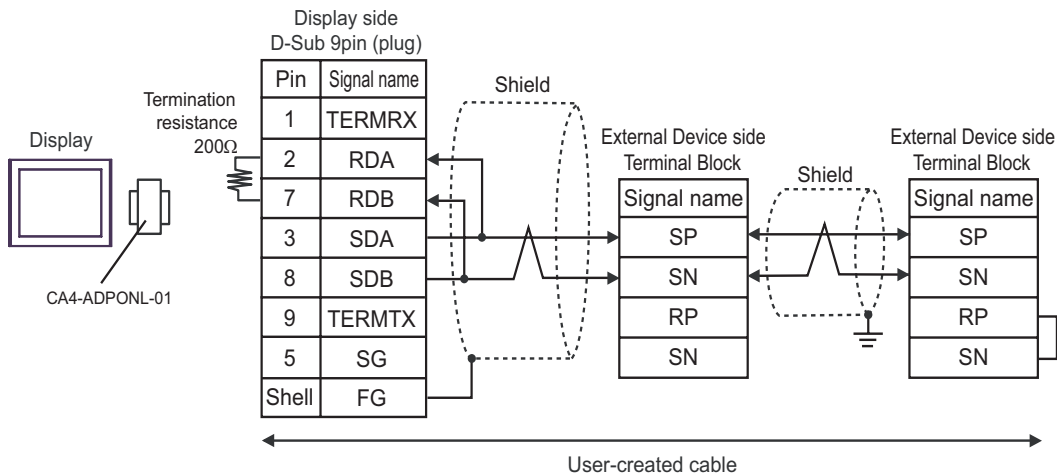 Display side
D-Sub 9pin (plug)
Pin Signal name
1 TERMRX
2 RDA
7 RDB
3 SDA
8 SDB
9 TERMTX
5 SG
Shell FG
Termination
resistance
200Ω
Display
CA4-ADPONL-01
Shield
External Device side
Terminal Block
Signal name
SP
SN
RP
SN
Shield
External Device side
Terminal Block
Signal name
SP
SN
RP
SN
User-created cable